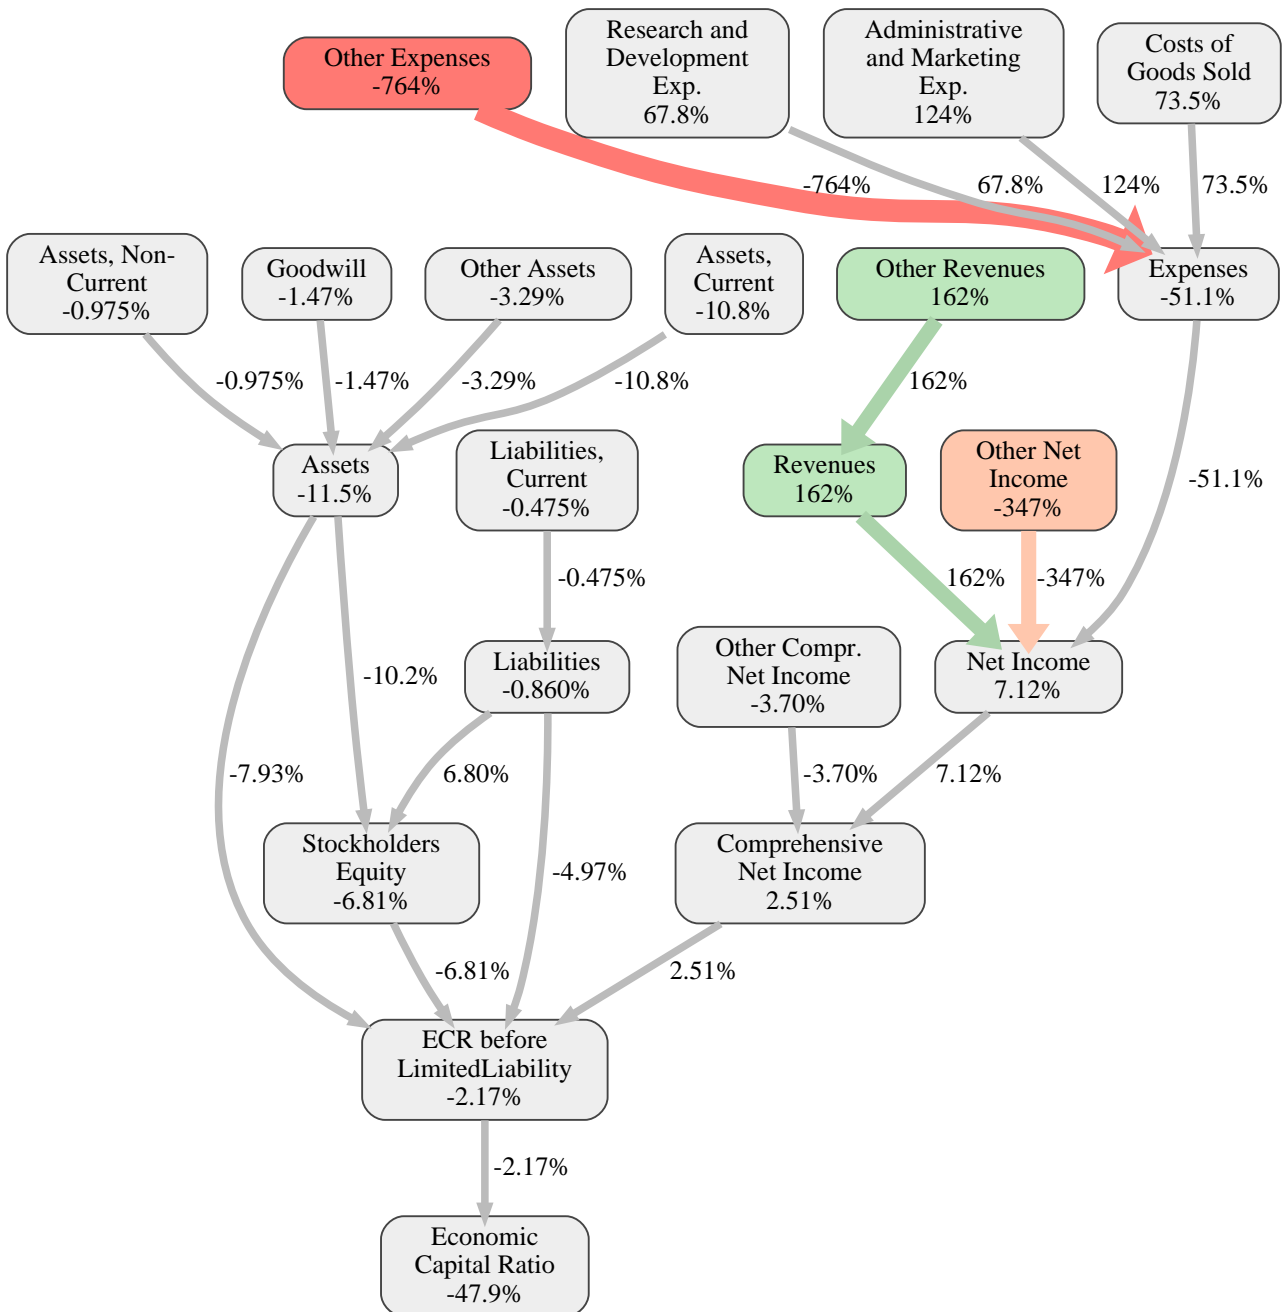 Other Expenses
-764%
Research and
Development
Exp.
67.8%
Administrative
and Marketing
Exp.
124%
Costs of
Goods Sold
73.5%
-764%
67.8%
124%
73.5%
Assets, Non-
Current
-0.975%
Goodwill
-1.47%
Other Assets
-3.29%
Assets,
Current
-10.8%
Other Revenues
162%
Expenses
-51.1%
-0.975%
-1.47%
-3.29%
-10.8%
162%
Assets
-11.5%
Liabilities,
Current
-0.475%
Revenues
162%
Other Net
Income
-347%
-51.1%
-0.475%
162%
-347%
-10.2%
Liabilities
-0.860%
Other Compr.
Net Income
-3.70%
Net Income
7.12%
-7.93%
6.80%
-3.70%
7.12%
Stockholders
Equity
-6.81%
-4.97%
Comprehensive
Net Income
2.51%
-6.81%
2.51%
ECR before
LimitedLiability
-2.17%
-2.17%
Economic
Capital Ratio
-47.9%